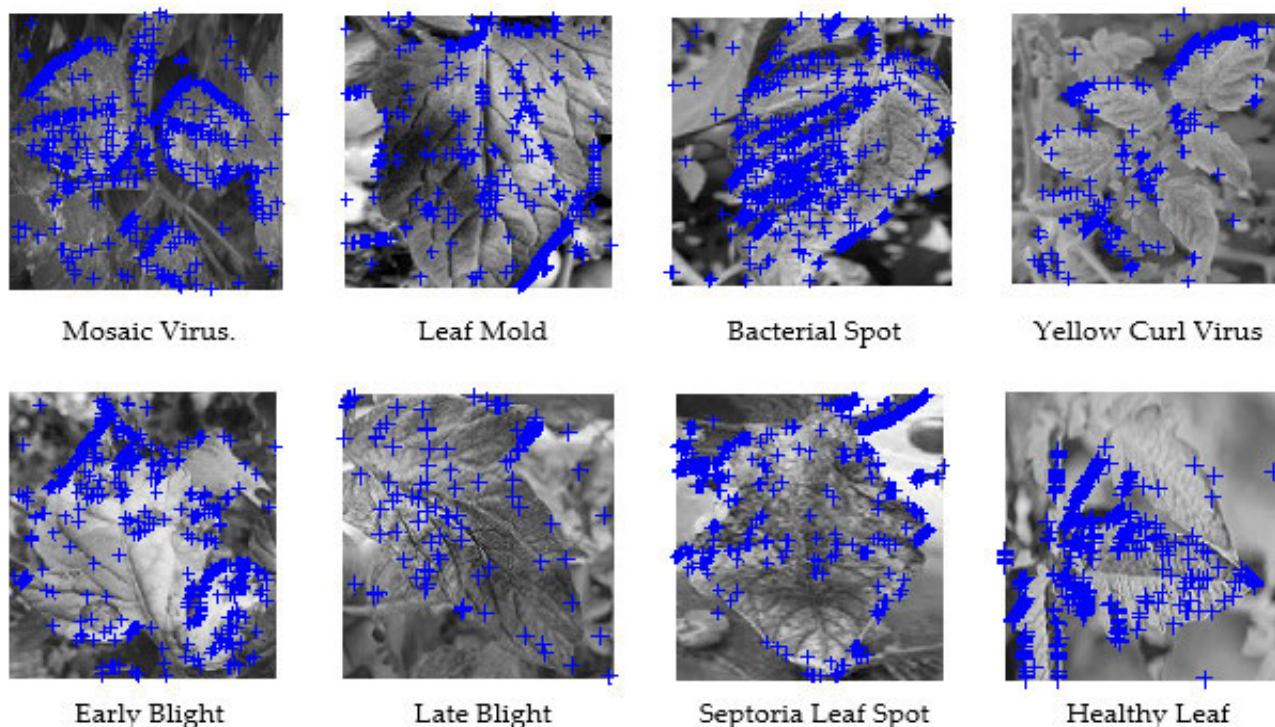 Mosaic Virus.
Leaf Mold
Bacterial Spot
Yellow Curl Virus
Early Blight
Late Blight
Septoria Leaf Spot
Healthy Leaf